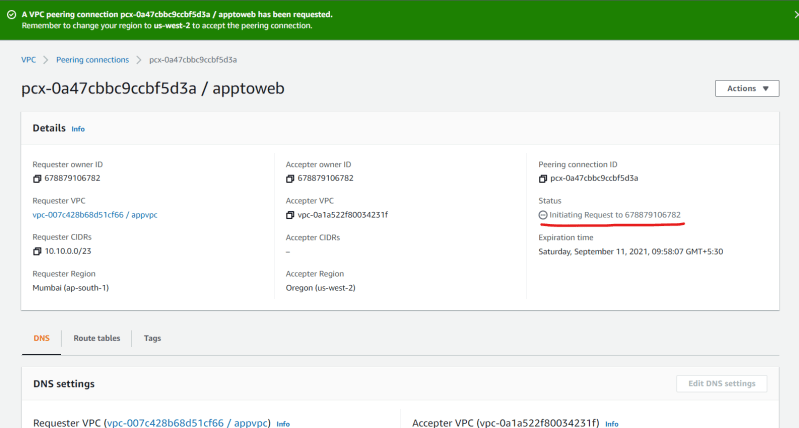 A VPC peering connection pcx-0a47cbbc9ccbf5d3a / apptoweb has been requested.
Remember to change your region to us-west-2 to accept the peering connection.
VPC > Peering connections > pcx-0a47cbbc9ccbf5d3a
pcx-0a47cbbc9ccbf5d3a / apptoweb
Actions
Details Info
Requester owner ID
678879106782
Accepter owner ID
678879106782
Peering connection ID
pcx-0a47cbbc9ccbf5d3a
Requester VPC
vpc-007c428b68d51cf66 / appvpc
Accepter VPC
vpc-0a1a522f80034231f
Status
Initiating Request to 678879106782
Requester CIDRs
10.10.0.0/23
Accepter CIDRs
–
Expiration time
Saturday, September 11, 2021, 09:58:07 GMT+5:30
Requester Region
Mumbai (ap-south-1)
Accepter Region
Oregon (us-west-2)
DNS
Route tables
Tags
DNS settings
Edit DNS settings
Requester VPC (vpc-007c428b68d51cf66 / appvpc) Info
Accepter VPC (vpc-0a1a522f80034231f) Info